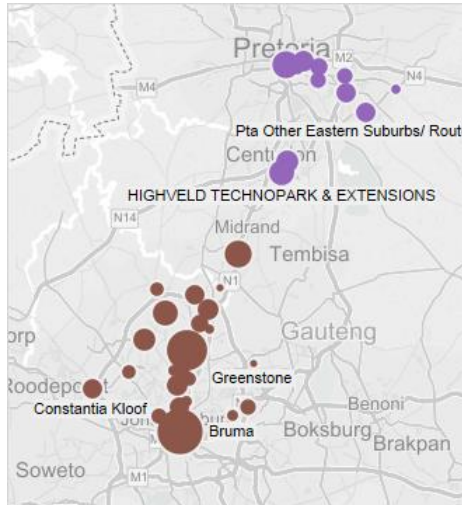 Pretoria
M2
N4
M4
Pta Other Eastern Suburbs/ Rout
Centurion
HIGHVELD TECHNOPARK & EXTENSIONS
N14
Midrand
Tembisa
N1
Gauteng
orp
Greenstone
Roodepoort
Constantia Kloof
Benoni
Bruma
Boksburg
Brakpan
Soweto
M1